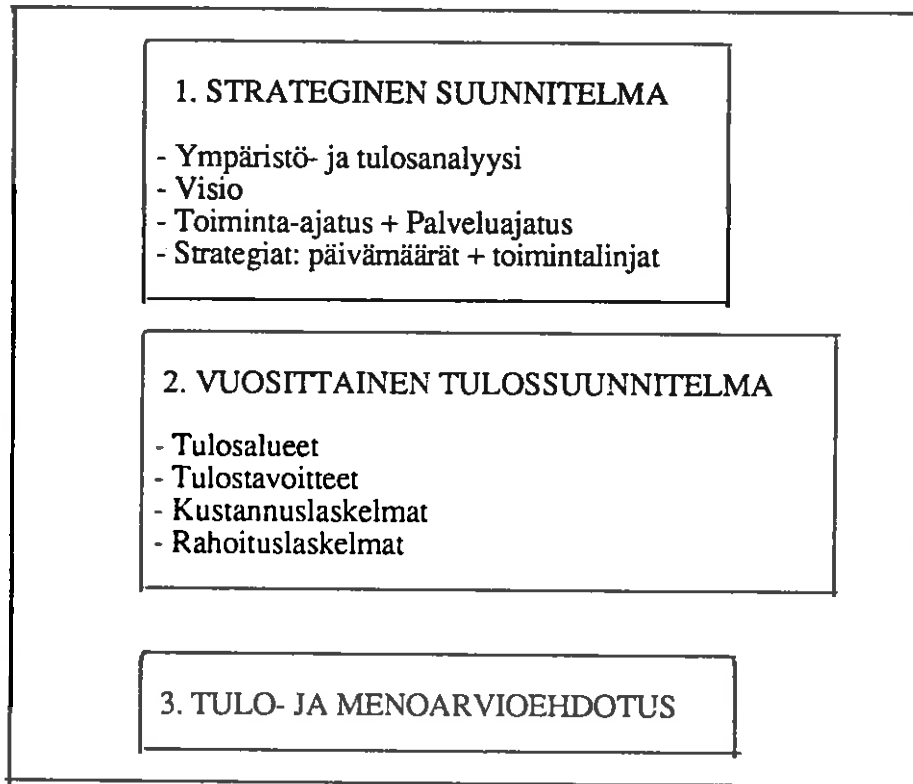 1. STRATEGINEN SUUNNITELMA
- Ympäristö- ja tulosanalyysi
- Visio
- Toiminta-ajatus + Palveluajatus
- Strategiat: päivämäärät + toimintalinjat
2. VUOSITTAINEN TULOSSUUNNITELMA
- Tulosalueet
- Tulostavoitteet
- Kustannuslaskelmat
- Rahoituslaskelmat
3. TULO- JA MENOARVIOEHDOTUS